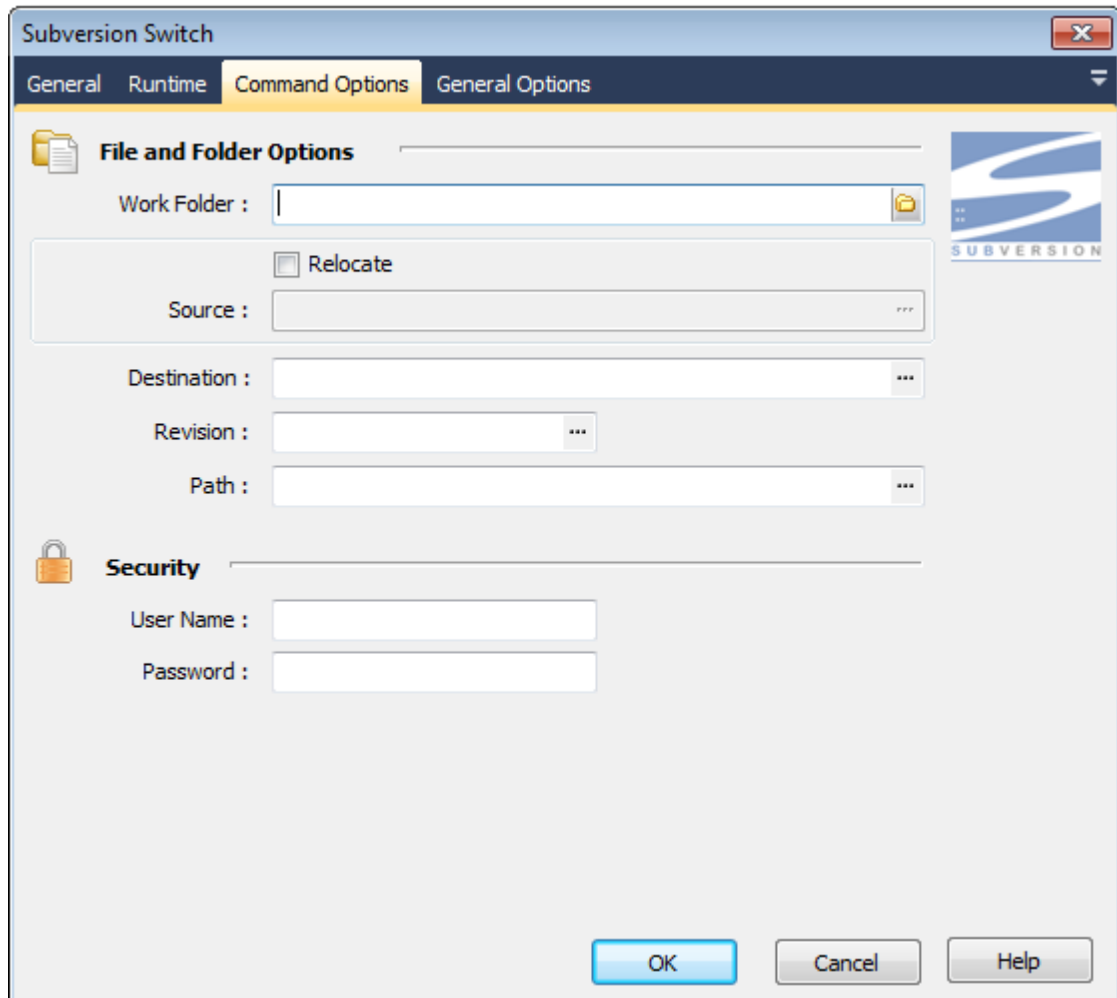 Subversion Switch
General Runtime Command Options General Options
File and Folder Options
Work Folder :
SUBVERSION
Relocate
Source : ...
Destination : ...
Revision : ...
Path : ...
Security
User Name :
Password :
OK Cancel Help